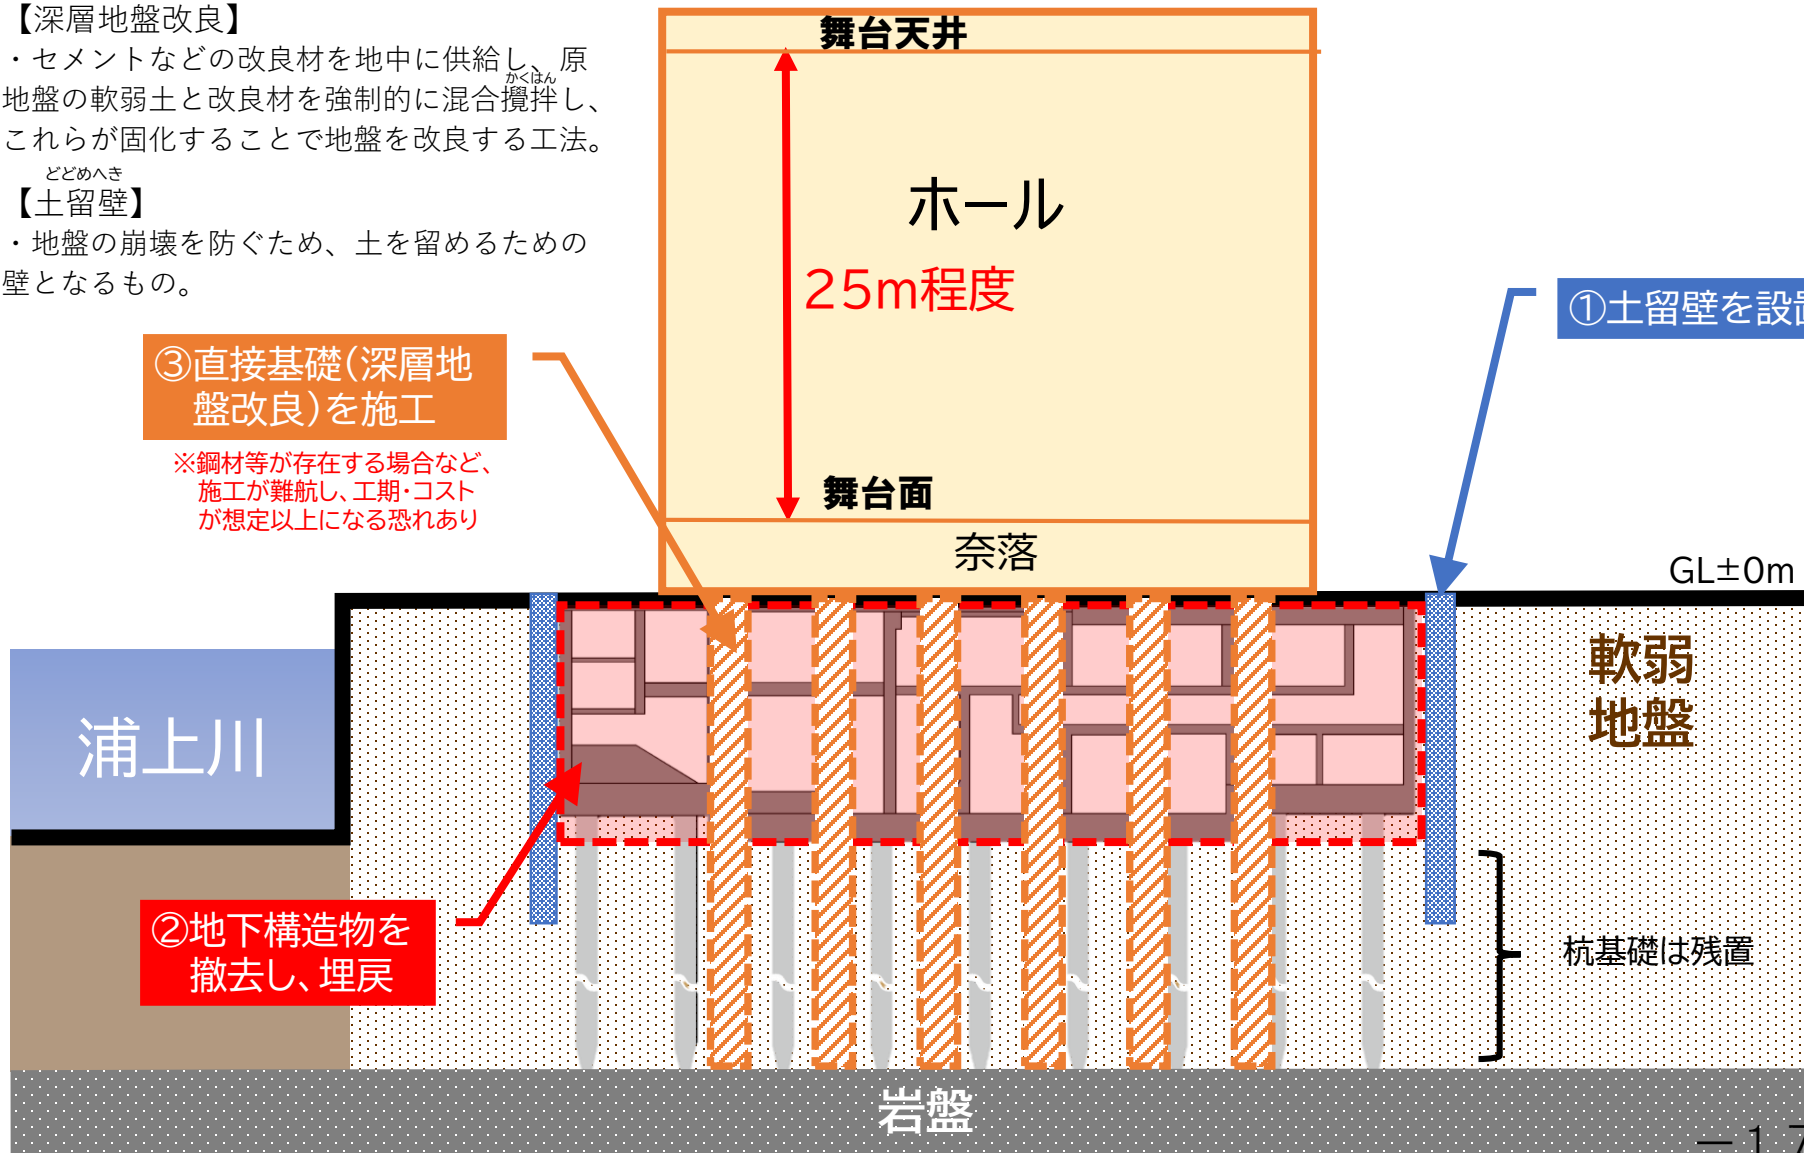 【深層地盤改良】
・セメントなどの改良材を地中に供給し、原
かくはん
地盤の軟弱土と改良材を強制的に混合攪拌し、
これらが固化することで地盤を改良する工法。
どどめへき
【土留壁】
・地盤の崩壊を防ぐため、土を留めるための
壁となるもの。
舞台天井
ホール
25m程度
舞台面
奈落
①土留壁を設置
③直接基礎(深層地
盤改良)を施工
※鋼材等が存在する場合など、
施工が難航し、工期・コスト
が想定以上になる恐れあり
GL±0m
軟弱
地盤
浦上川
②地下構造物を
撤去し、埋戻
杭基礎は残置
岩盤
－17